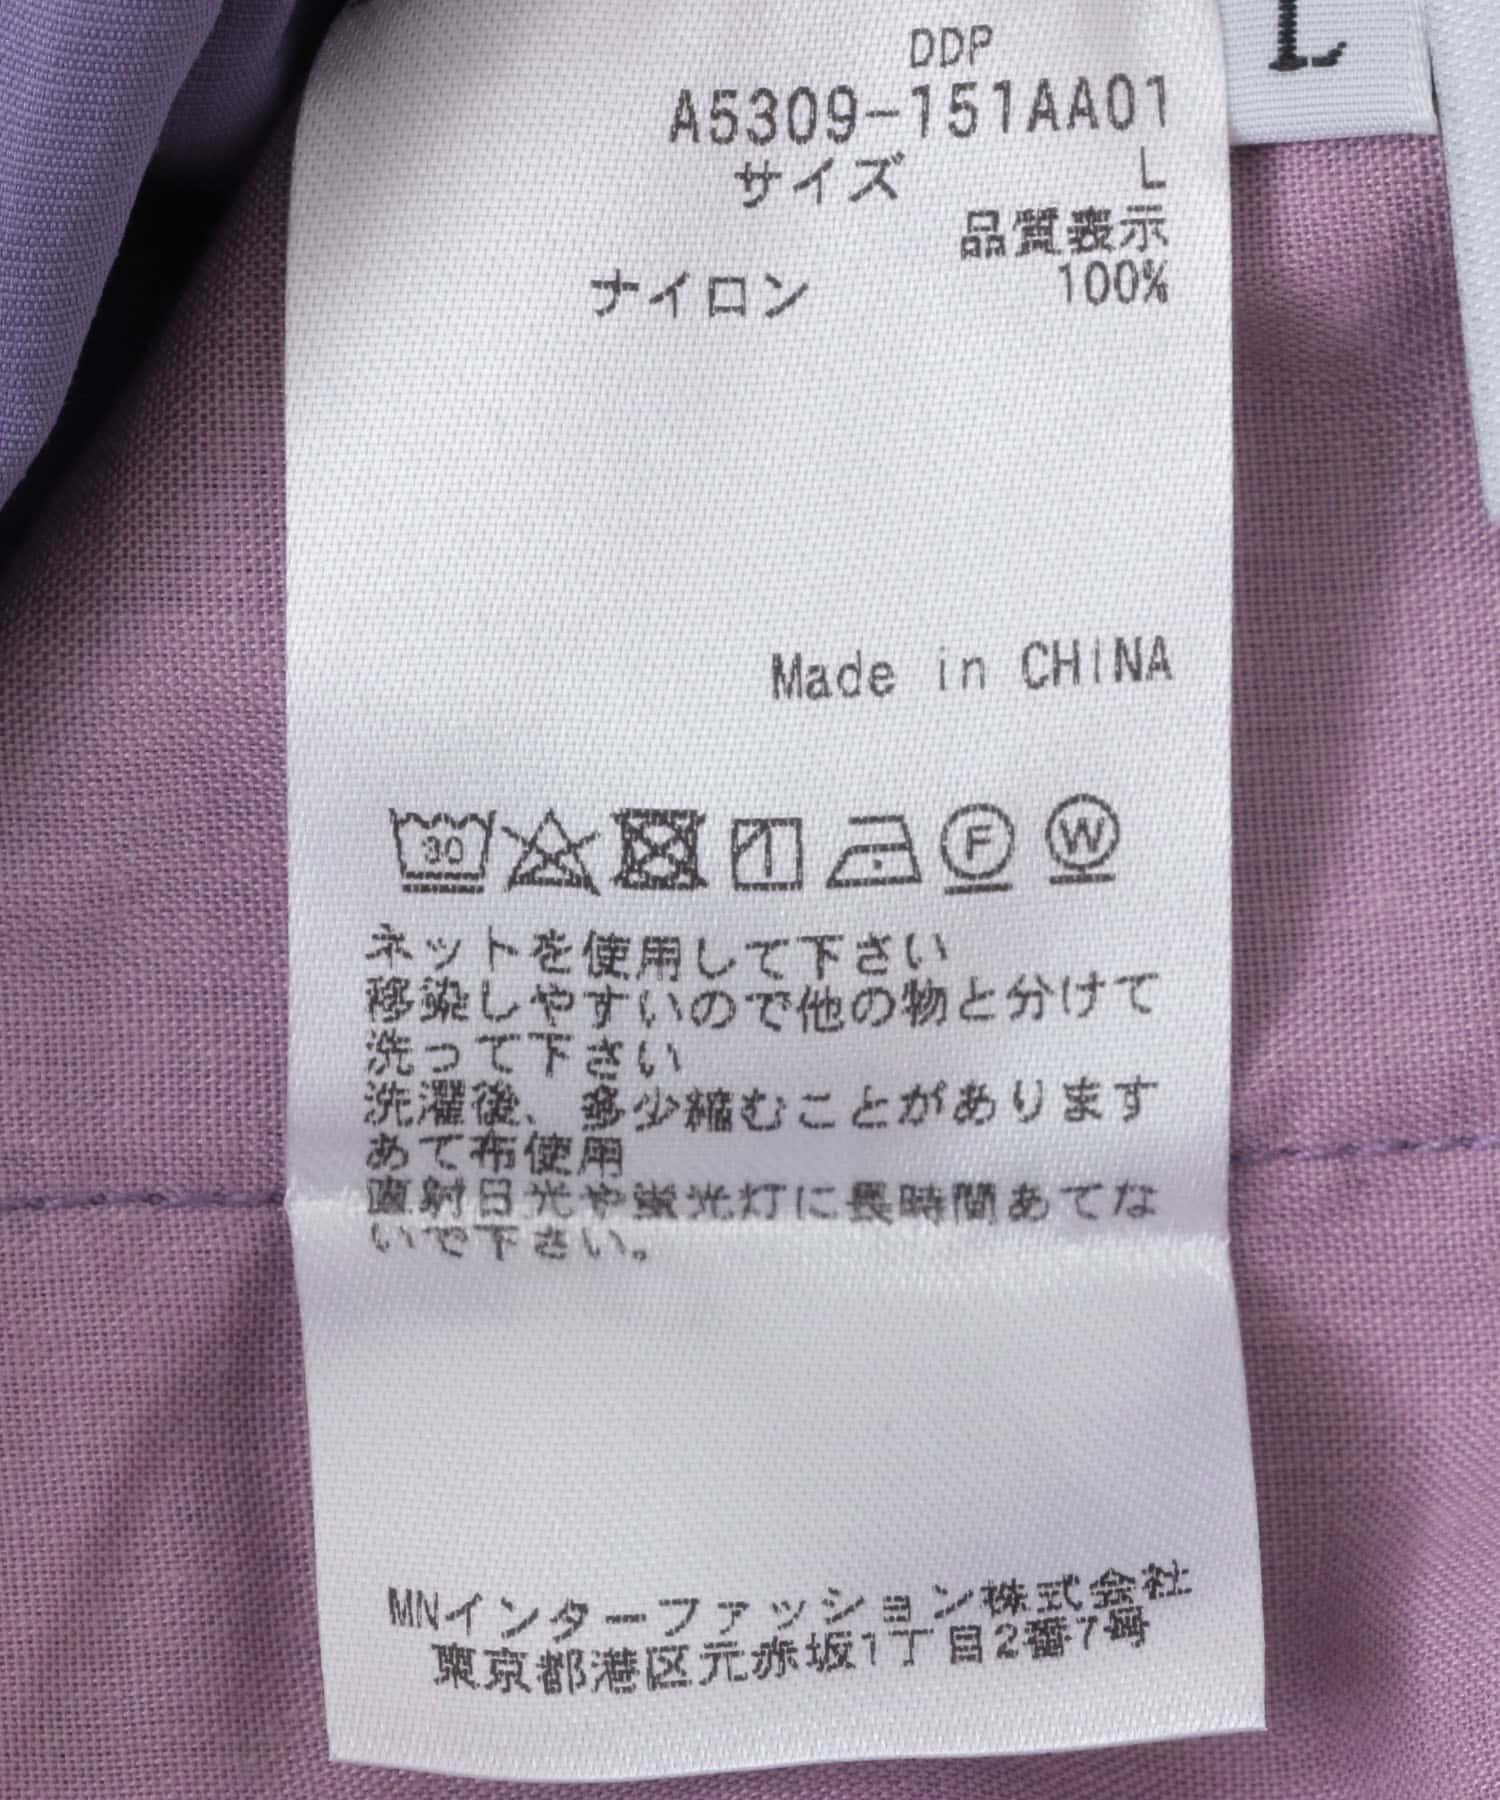 L
DDP
A5309-151AA01
サイズ L
品質表示
ナイロン 100%
Made in CHINA
30
F
W
ネットを使用して下さい
移染しやすいので他の物と分けて
洗って下さい
洗濯後、多少縮むことがあります
あて布使用
直射日光や蛍光灯に長時間あてな
いで下さい。
MNインターファッション株式会社
東京都港区元赤坂1丁目2番7号